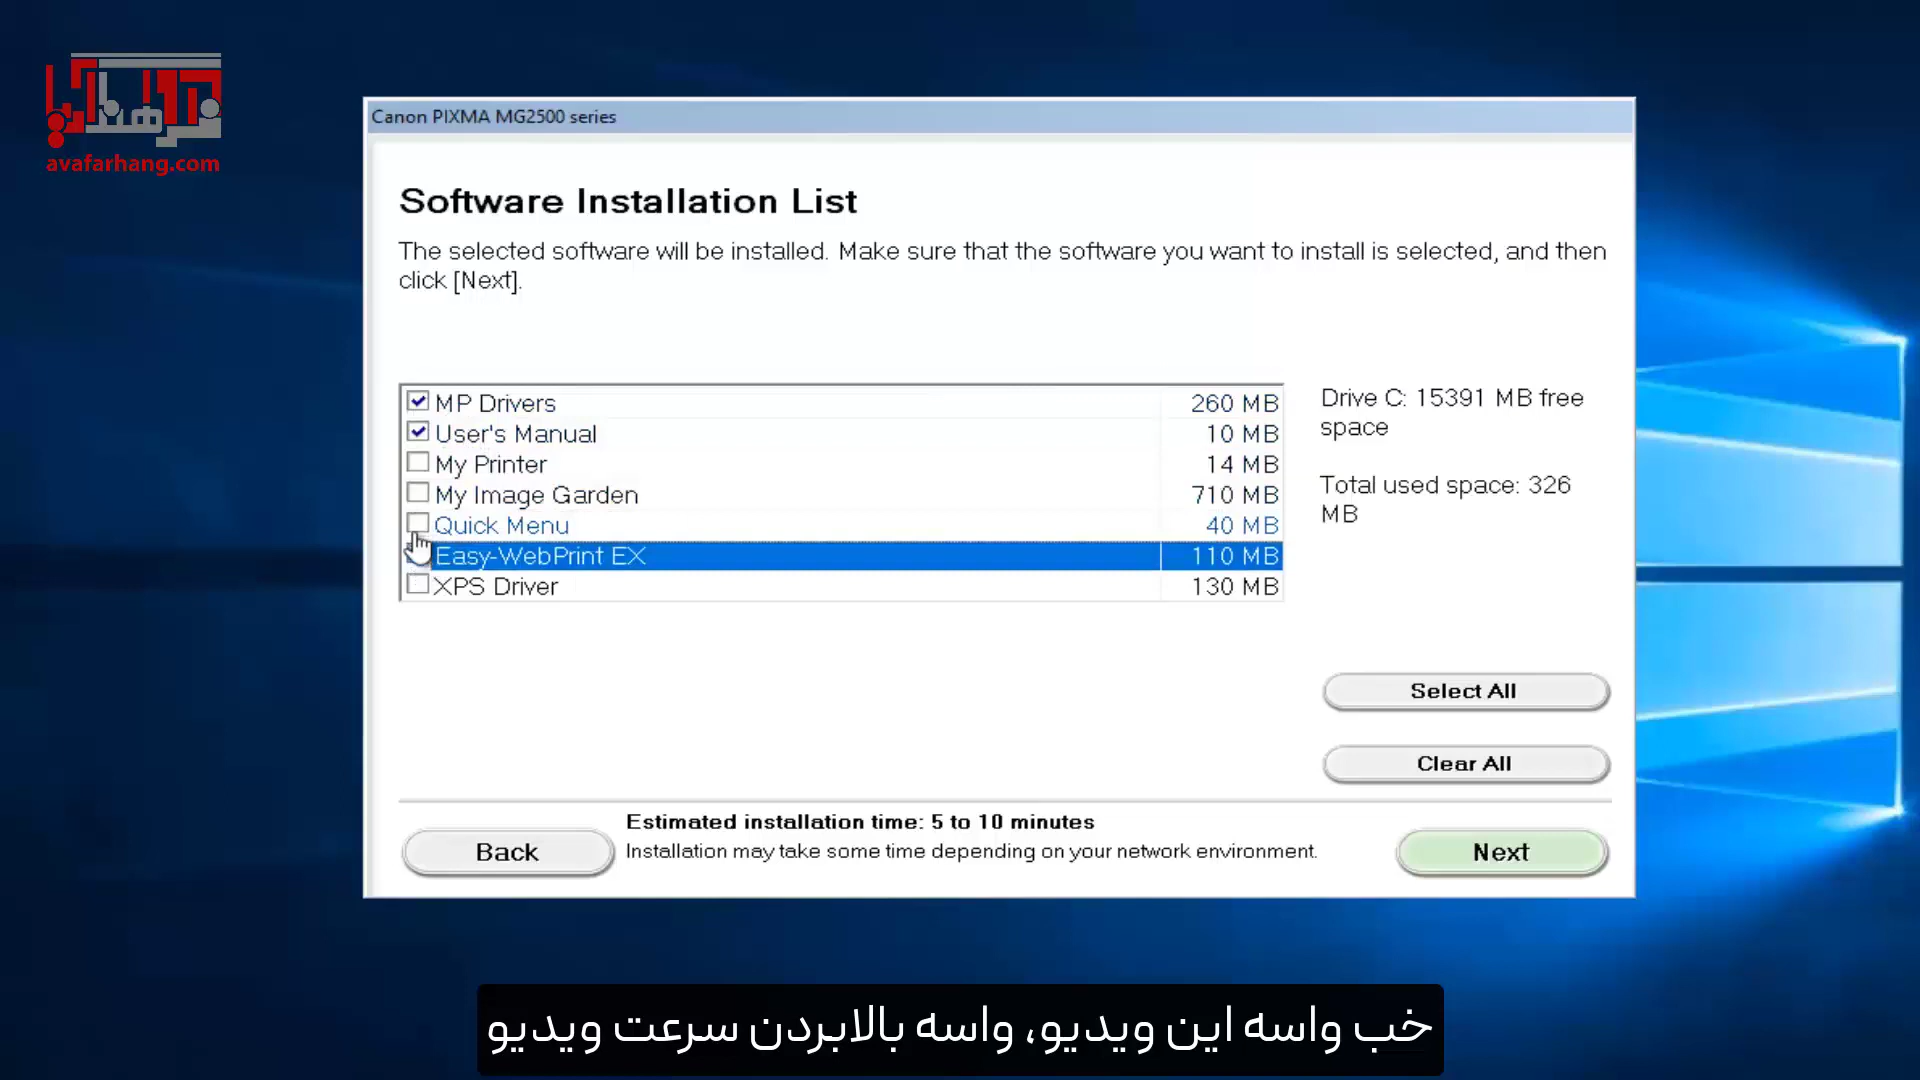 avafarhang.com
Canon PIXMA MG2500 series
Software Installation List
The selected software will be installed. Make sure that the software you want to install is selected, and then
click [Next].
MP Drivers 260 MB
User's Manual 10 MB
My Printer 14 MB
My Image Garden 710 MB
Quick Menu 40 MB
Easy-WebPrint EX 110 MB
XPS Driver 130 MB
Drive C: 15391 MB free
space
Total used space: 326
MB
Select All
Clear All
Back
Estimated installation time: 5 to 10 minutes
Installation may take some time depending on your network environment.
Next
خب واسه این ویدیو، واسه بالابردن سرعت ویدیو